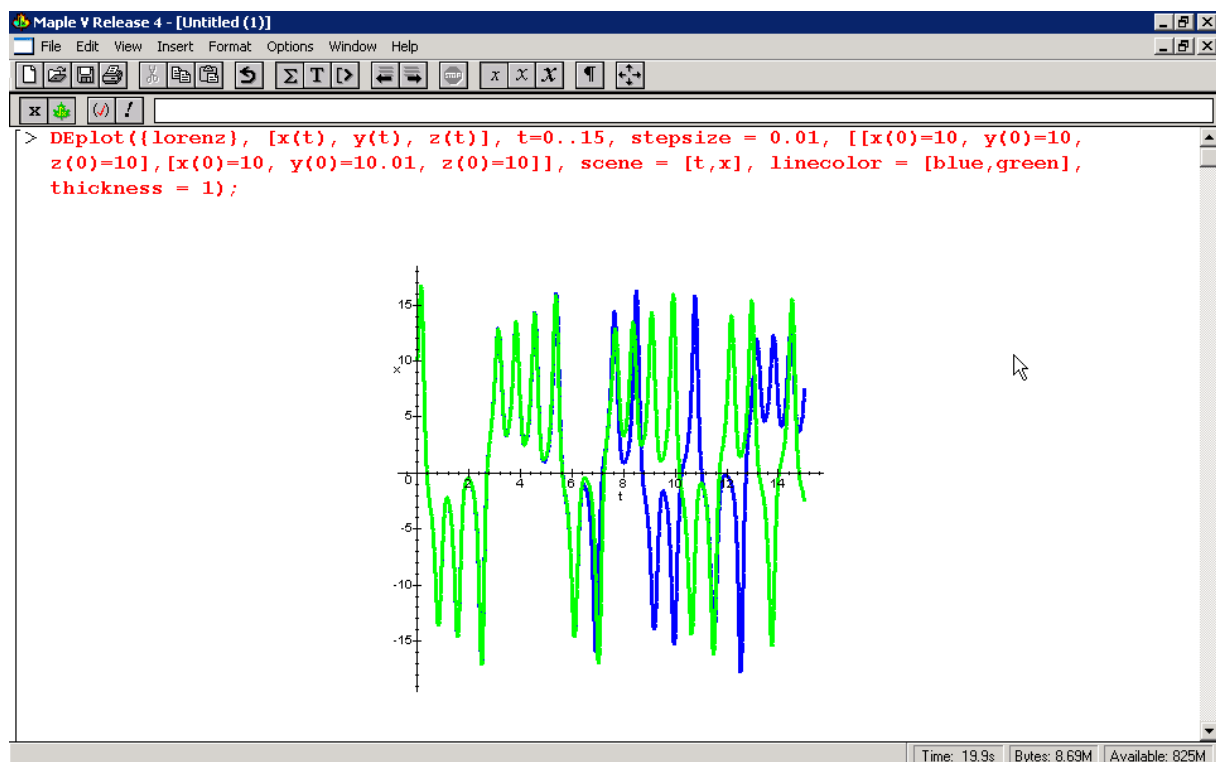 Maple V Release 4 - [Untitled (1)]
File Edit View Insert Format Options Window Help
Σ T [> STOP x x x ¶
x (√) !
[> DEplot({lorenz}, [x(t), y(t), z(t)], t=0..15, stepsize = 0.01, [[x(0)=10, y(0)=10,
z(0)=10],[x(0)=10, y(0)=10.01, z(0)=10]], scene = [t,x], linecolor = [blue,green],
thickness = 1);
15
10
x
5
0 2 4 6 8 10 12 14
t
-5
-10
-15
Time: 19.9s Bytes: 8.69M Available: 825M